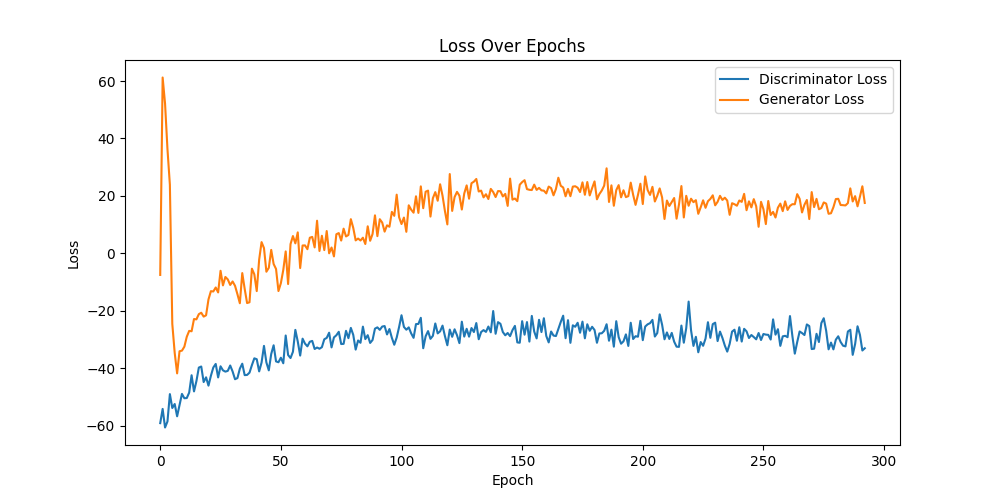 Loss Over Epochs
Discriminator Loss
Generator Loss
Loss
60
40
20
0
−20
−40
−60
0 50 100 150 200 250 300
Epoch